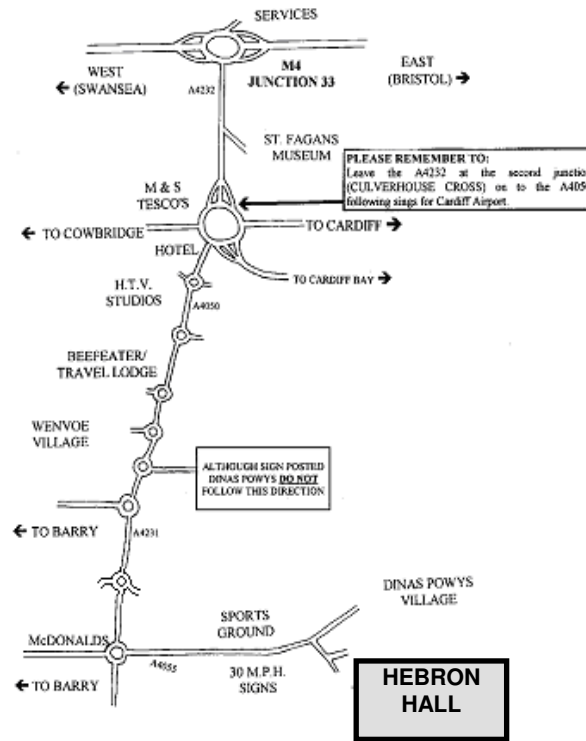 SERVICES
WEST
(SWANSEA)
M4
JUNCTION 33
EAST
(BRISTOL)
A4232
ST. FAGANS
MUSEUM
PLEASE REMEMBER TO:
Leave the A4232 at the second junctio
(CULVERHOUSE CROSS) on to the A405
following sings for Cardiff Airport.
M & S
TESCO'S
TO COWBRIDGE
TO CARDIFF
HOTEL
TO CARDIFF BAY
H.T.V.
STUDIOS
A4050
BEEFEATER/
TRAVEL LODGE
WENVOE
VILLAGE
ALTHOUGH SIGN POSTED
DINAS POWYS DO NOT
FOLLOW THIS DIRECTION
TO BARRY
A4231
DINAS POWYS
VILLAGE
SPORTS
GROUND
McDONALDS
A4055
30 M.P.H.
SIGNS
TO BARRY
HEBRON
HALL